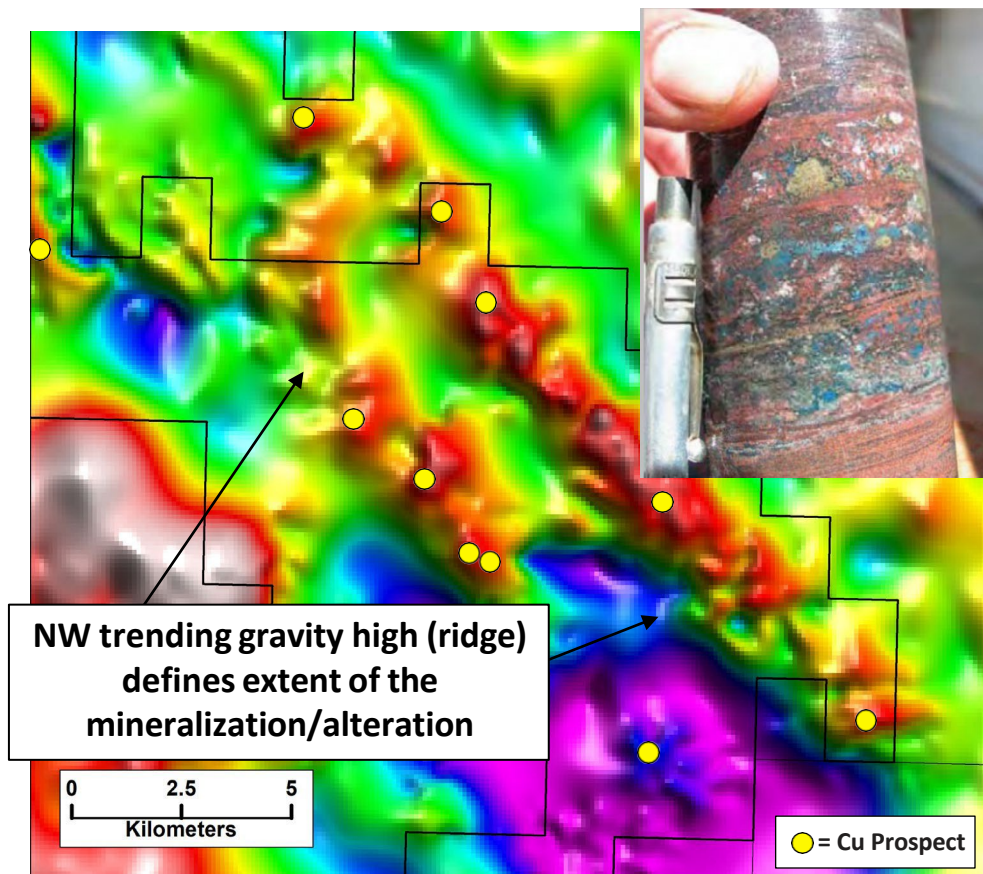 NW trending gravity high (ridge)
defines extent of the
mineralization/alteration
0 2.5 5
Kilometers
= Cu Prospect